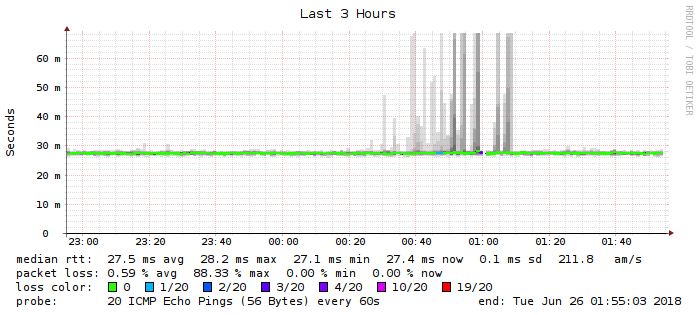 Last 3 Hours
RRDTOOL / TOBI OETIKER
Seconds
60 m
50 m
40 m
30 m
20 m
10 m
0
23:00 23:20 23:40 00:00 00:20 00:40 01:00 01:20 01:40
median rtt: 27.5 ms avg 28.2 ms max 27.1 ms min 27.4 ms now 0.1 ms sd 211.8 am/s
packet loss: 0.59 % avg 88.33 % max 0.00 % min 0.00 % now
loss color: 0 1/20 2/20 3/20 4/20 10/20 19/20
probe: 20 ICMP Echo Pings (56 Bytes) every 60s end: Tue Jun 26 01:55:03 2018